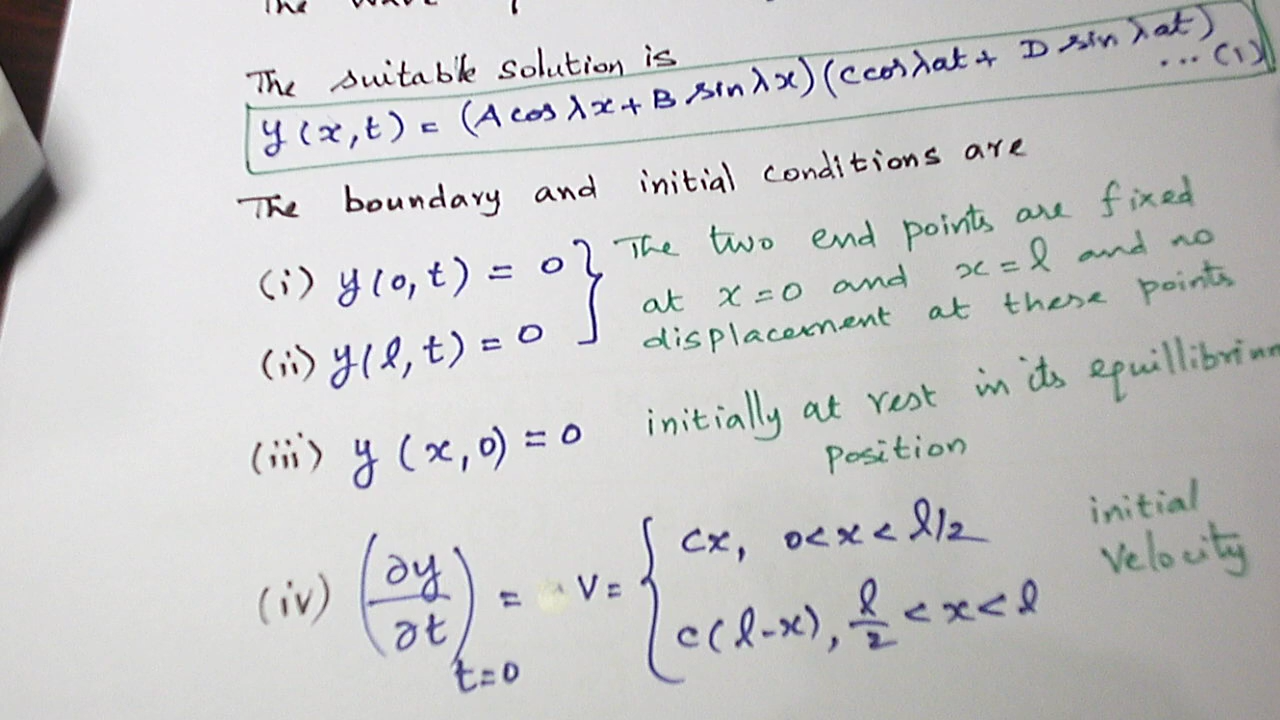 The suitable solution is
y(x,t) = (A cos λx + B sin λx)(C cos λat + D sin λat)
... (1)
The boundary and initial conditions are
(i) y(0,t) = 0 } The two end points are fixed
at x=0 and x=l and no
(ii) y(l,t) = 0 displacement at these points
(iii) y (x,0) = 0 initially at rest in its equillibrium
position
(iv) (∂y/∂t)t=0 = V = { cx, 0<x<l/2 initial
velocity
c(l-x), l/2 <x<l